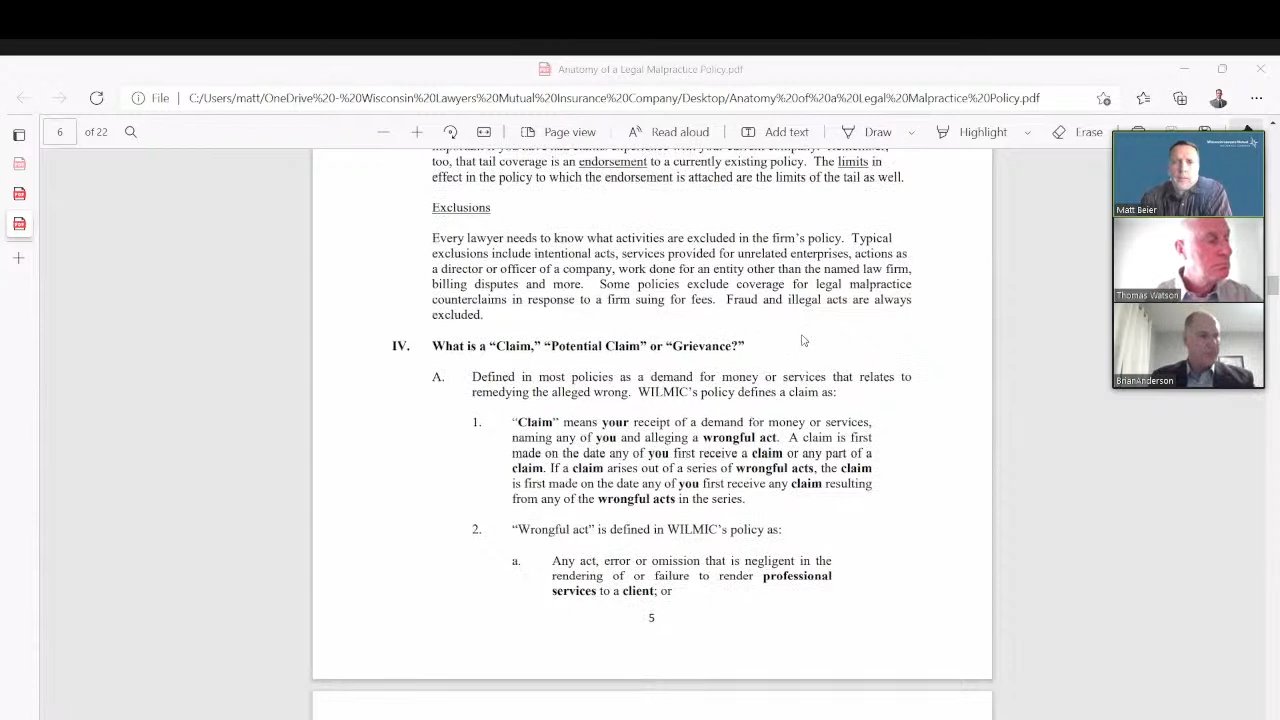 Anatomy of a Legal Malpractice Policy.pdf
File
C:/Users/matt/OneDrive%20-%20Wisconsin%20Lawyers%20Mutual%20Insurance%20Company/Desktop/Anatomy%20of%20a%20Legal%20Malpractice%20Policy.pdf
6 of 22 Page view Read aloud Add text Draw Highlight Erase
too, that tail coverage is an endorsement to a currently existing policy. The limits in
effect in the policy to which the endorsement is attached are the limits of the tail as well.
Exclusions
Every lawyer needs to know what activities are excluded in the firm's policy. Typical
exclusions include intentional acts, services provided for unrelated enterprises, actions as
a director or officer of a company, work done for an entity other than the named law firm,
billing disputes and more. Some policies exclude coverage for legal malpractice
counterclaims in response to a firm suing for fees. Fraud and illegal acts are always
excluded.
IV. What is a “Claim,” “Potential Claim” or “Grievance?”
A. Defined in most policies as a demand for money or services that relates to
remedying the alleged wrong. WILMIC's policy defines a claim as:
1. “Claim” means your receipt of a demand for money or services,
naming any of you and alleging a wrongful act. A claim is first
made on the date any of you first receive a claim or any part of a
claim. If a claim arises out of a series of wrongful acts, the claim
is first made on the date any of you first receive any claim resulting
from any of the wrongful acts in the series.
2. “Wrongful act” is defined in WILMIC's policy as:
a. Any act, error or omission that is negligent in the
rendering of or failure to render professional
services to a client; or
5
Matt Beier
Thomas Watson
BrianAnderson